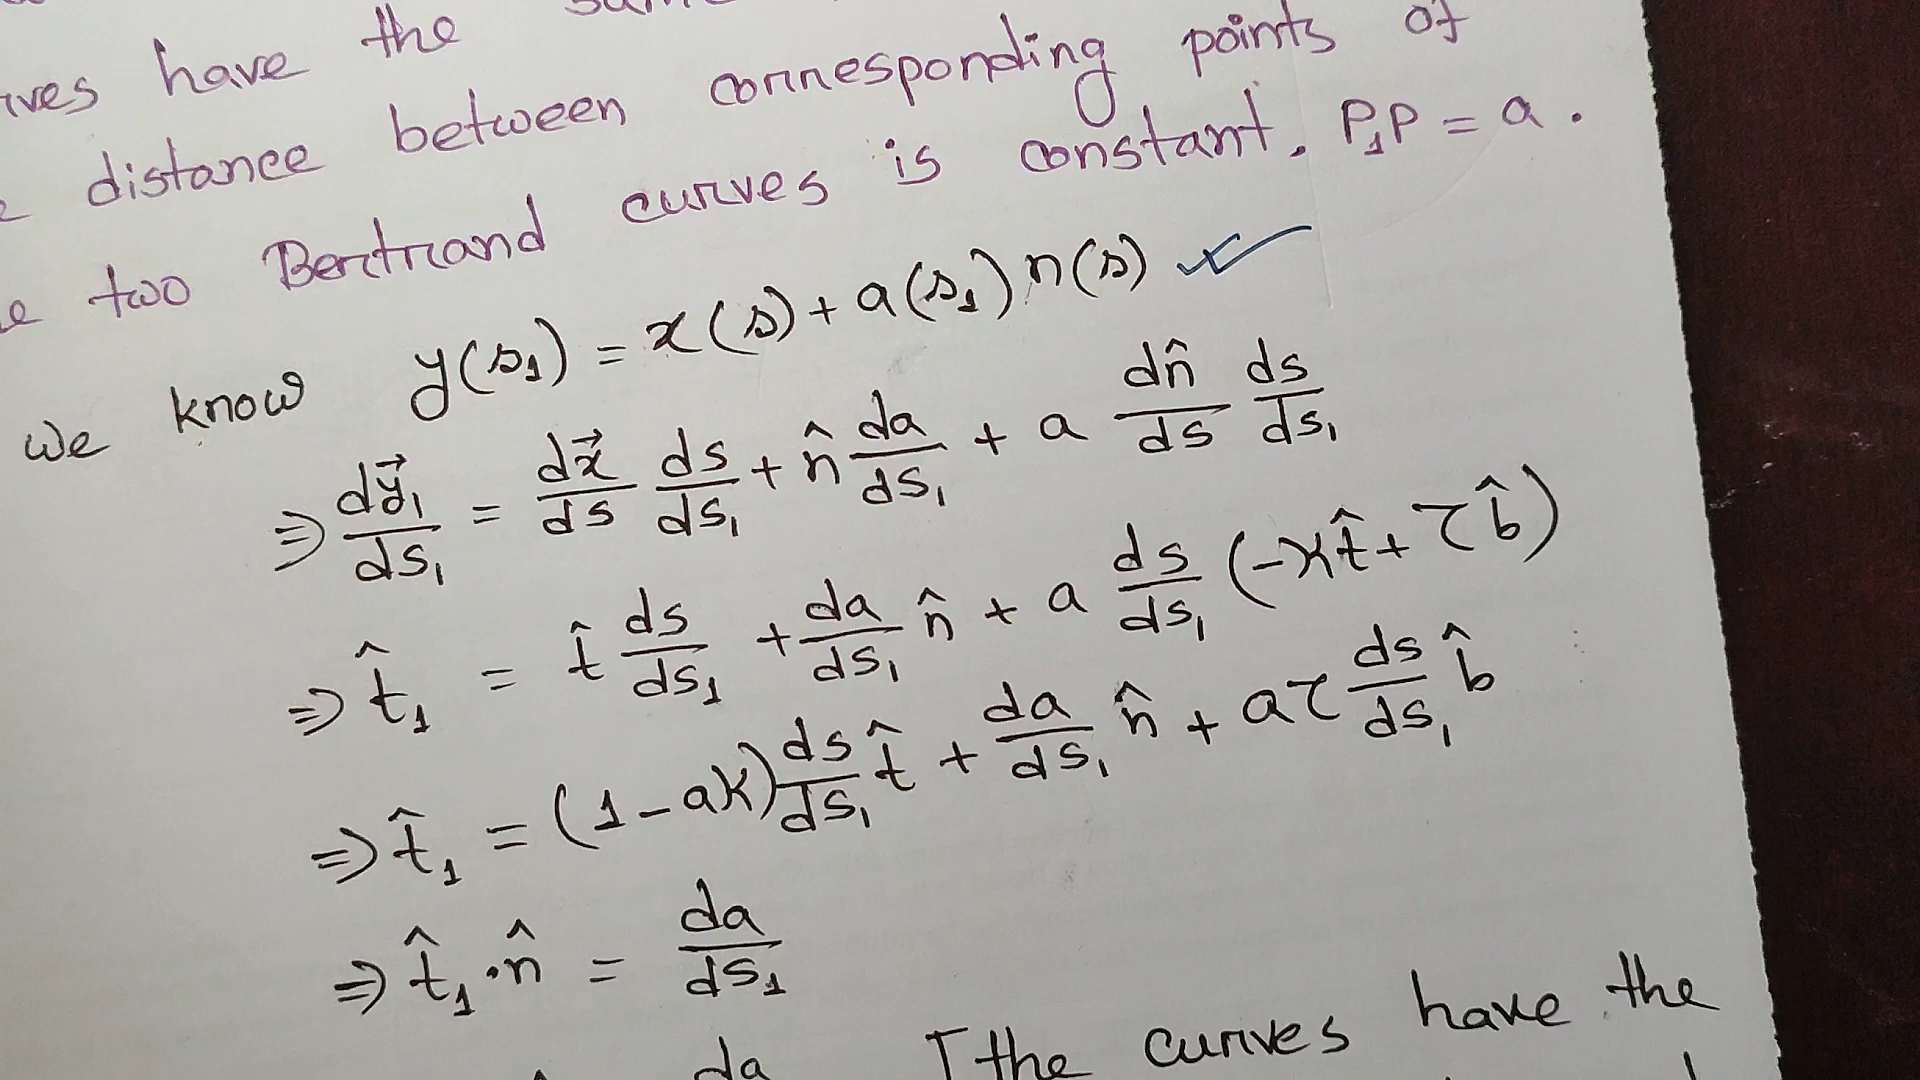 have the
distance between corresponding points of
two Bertrand curves is constant. P₁P = a.
we know y(s₁) = x(s) + a(s₁) n(s) ✓
⇒ dy⃗₁/ds₁ = dx⃗/ds ds/ds₁ + n̂ da/ds₁ + a dn̂/ds ds/ds₁
⇒ t̂₁ = t̂ ds/ds₁ + da/ds₁ n̂ + a ds/ds₁ (-κt̂ + τb̂)
⇒ t̂₁ = (1-aκ) ds/ds₁ t̂ + da/ds₁ n̂ + aτ ds/ds₁ b̂
⇒ t̂₁·n̂ = da/ds₁
da [the curves have the